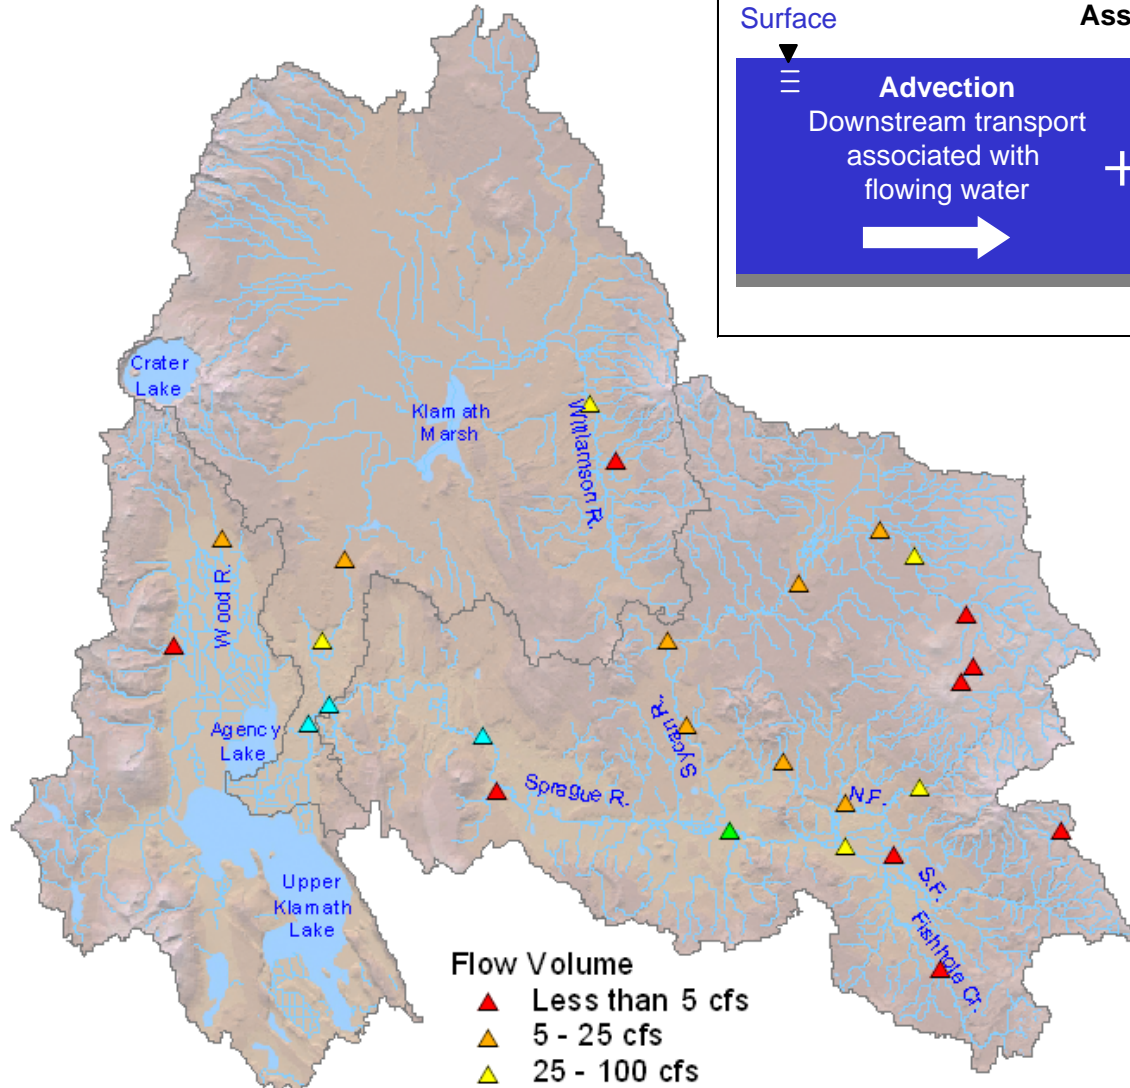 Surface
Ass
Advection
Downstream transport
associated with
flowing water
+
Crater
Lake
Klamath
Marsh
Williamson R.
Wood R.
Agency
Lake
Sycan R.
Sprague R.
N.F.
S.F.
Fishhole Cr.
Upper
Klamath
Lake
Flow Volume
Less than 5 cfs
5 - 25 cfs
25 - 100 cfs